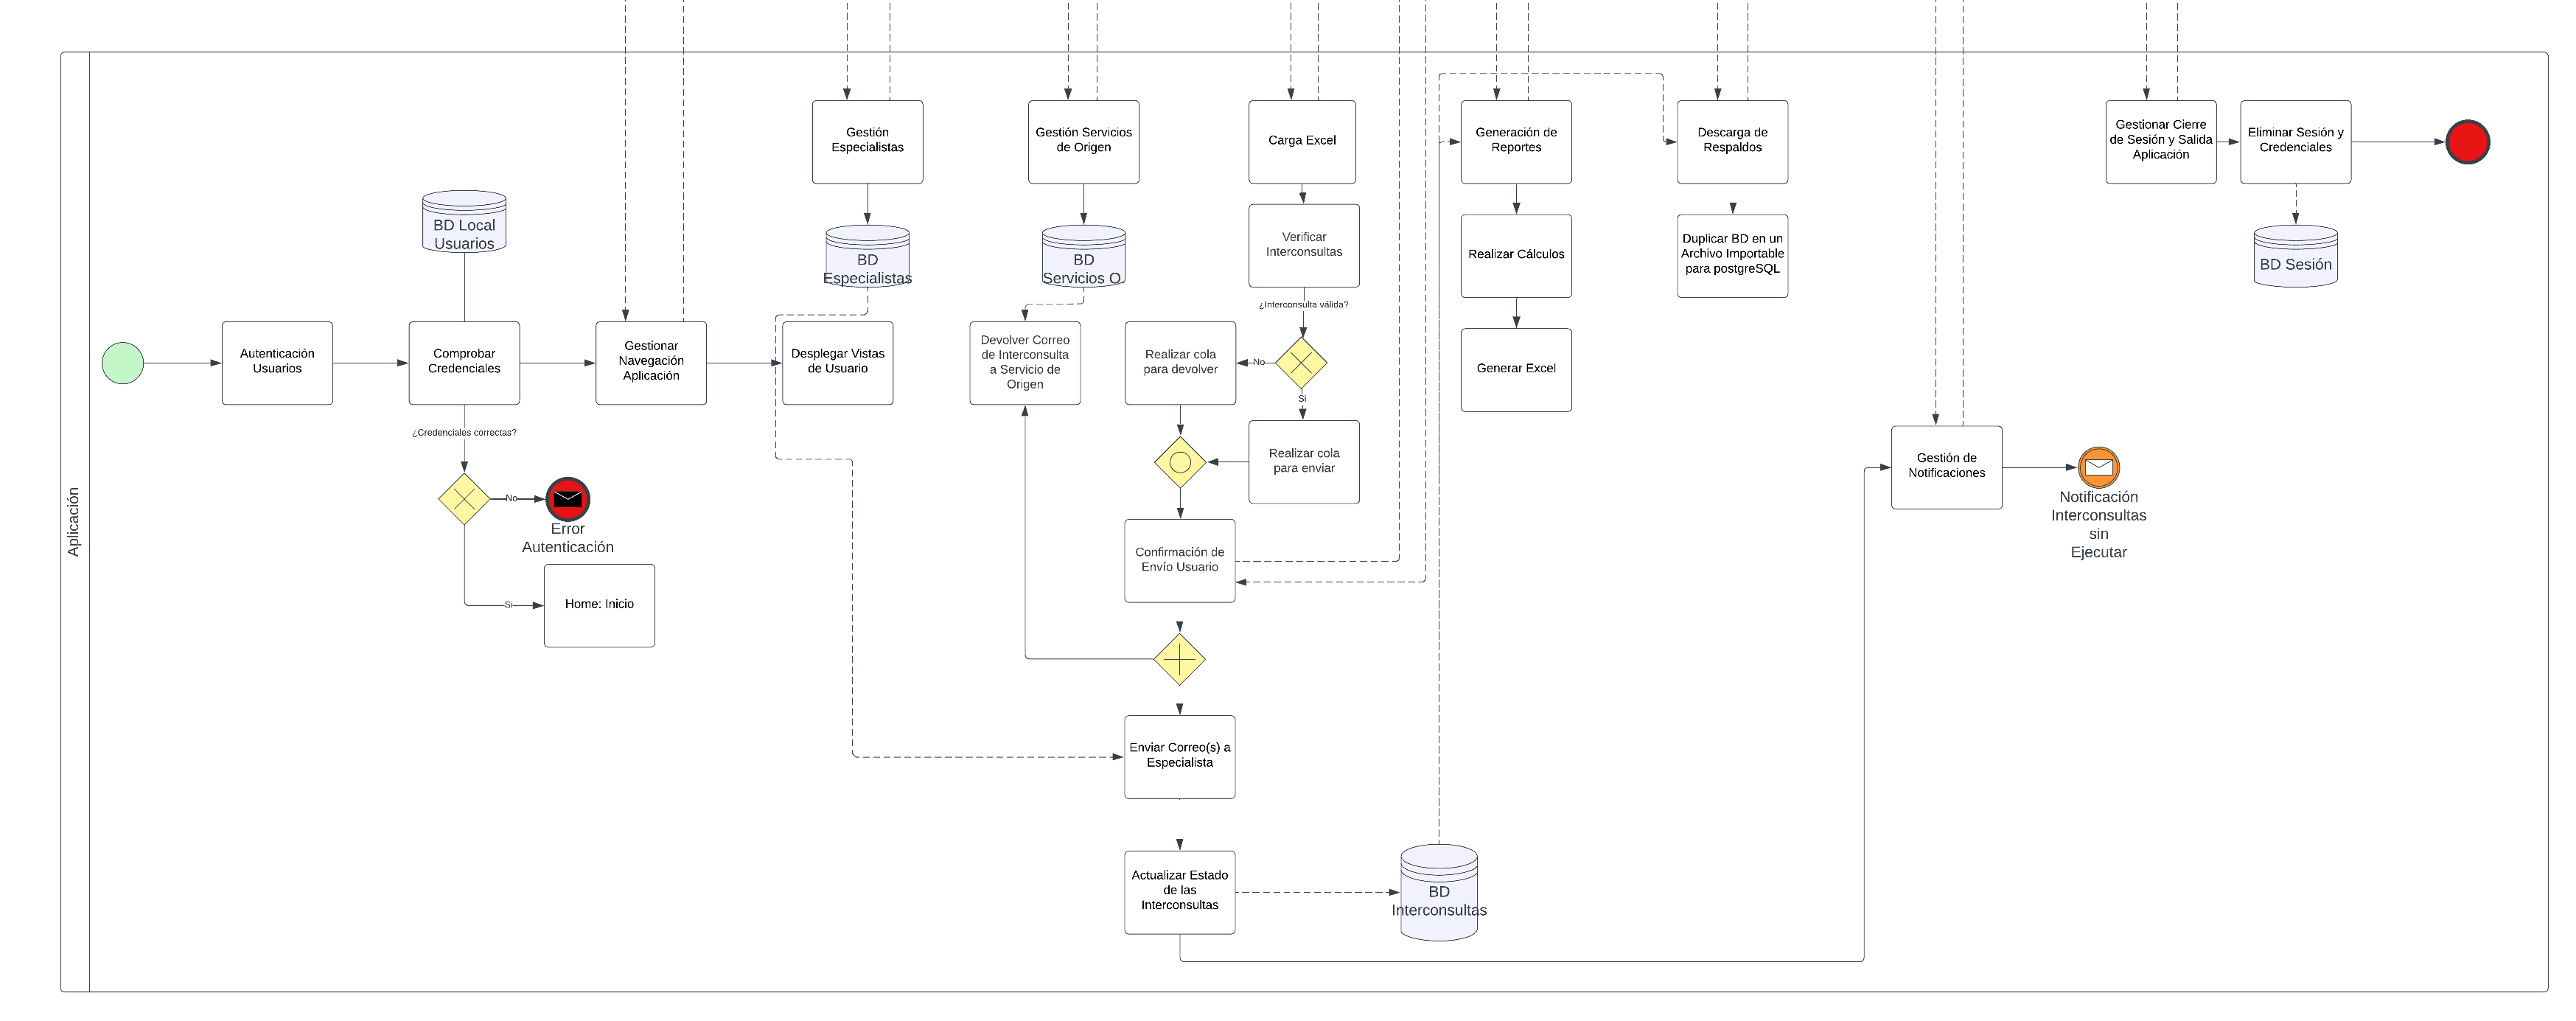 Aplicación
Gestión
Especialistas
Gestión Servicios
de Origen
Carga Excel
Generación de
Reportes
Descarga de
Respaldos
Gestionar Cierre
de Sesión y Salida
Aplicación
Eliminar Sesión y
Credenciales
BD Local
Usuarios
BD
Especialistas
BD
Servicios O.
Verificar
Interconsultas
Realizar Cálculos
Duplicar BD en un
Archivo Importable
para postgreSQL
BD Sesión
¿Interconsulta válida?
Autenticación
Usuarios
Comprobar
Credenciales
Gestionar
Navegación
Aplicación
Desplegar Vistas
de Usuario
Devolver Correo
de Interconsulta
a Servicio de
Origen
Realizar cola
para devolver
No
Si
Generar Excel
¿Credenciales correctas?
Realizar cola
para enviar
Gestión de
Notificaciones
Notificación
Interconsultas
sin
Ejecutar
No
Error
Autenticación
Confirmación de
Envío Usuario
Si
Home: Inicio
Enviar Correo(s) a
Especialista
Actualizar Estado
de las
Interconsultas
BD
Interconsultas